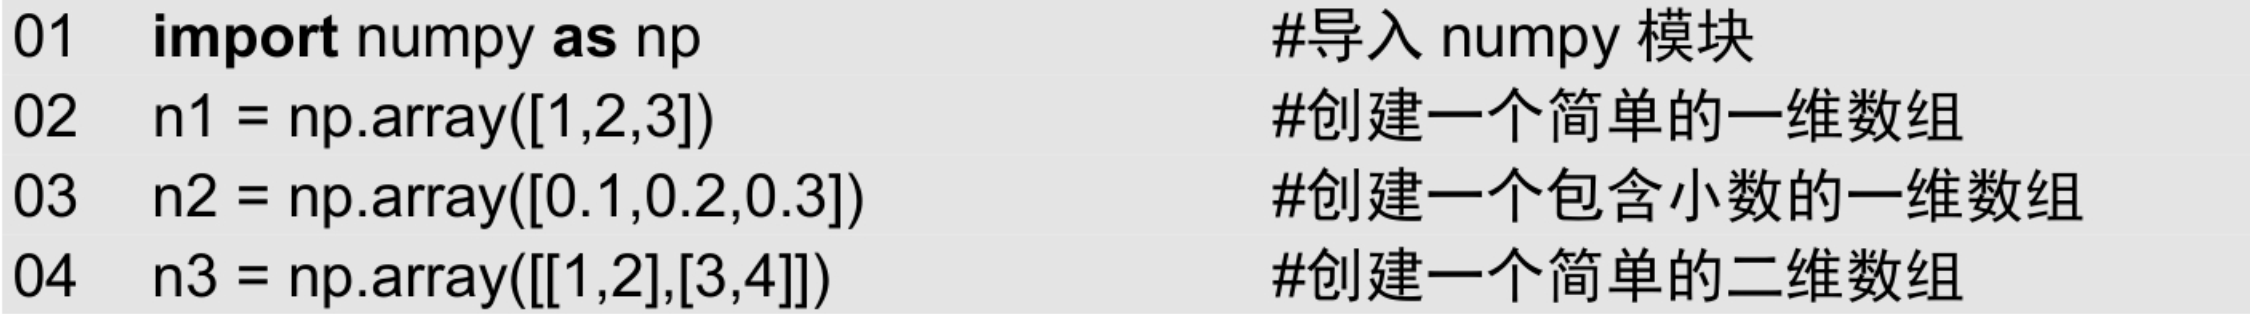 01 import numpy as np #导入 numpy 模块
02 n1 = np.array([1,2,3]) #创建一个简单的一维数组
03 n2 = np.array([0.1,0.2,0.3]) #创建一个包含小数的一维数组
04 n3 = np.array([[1,2],[3,4]]) #创建一个简单的二维数组